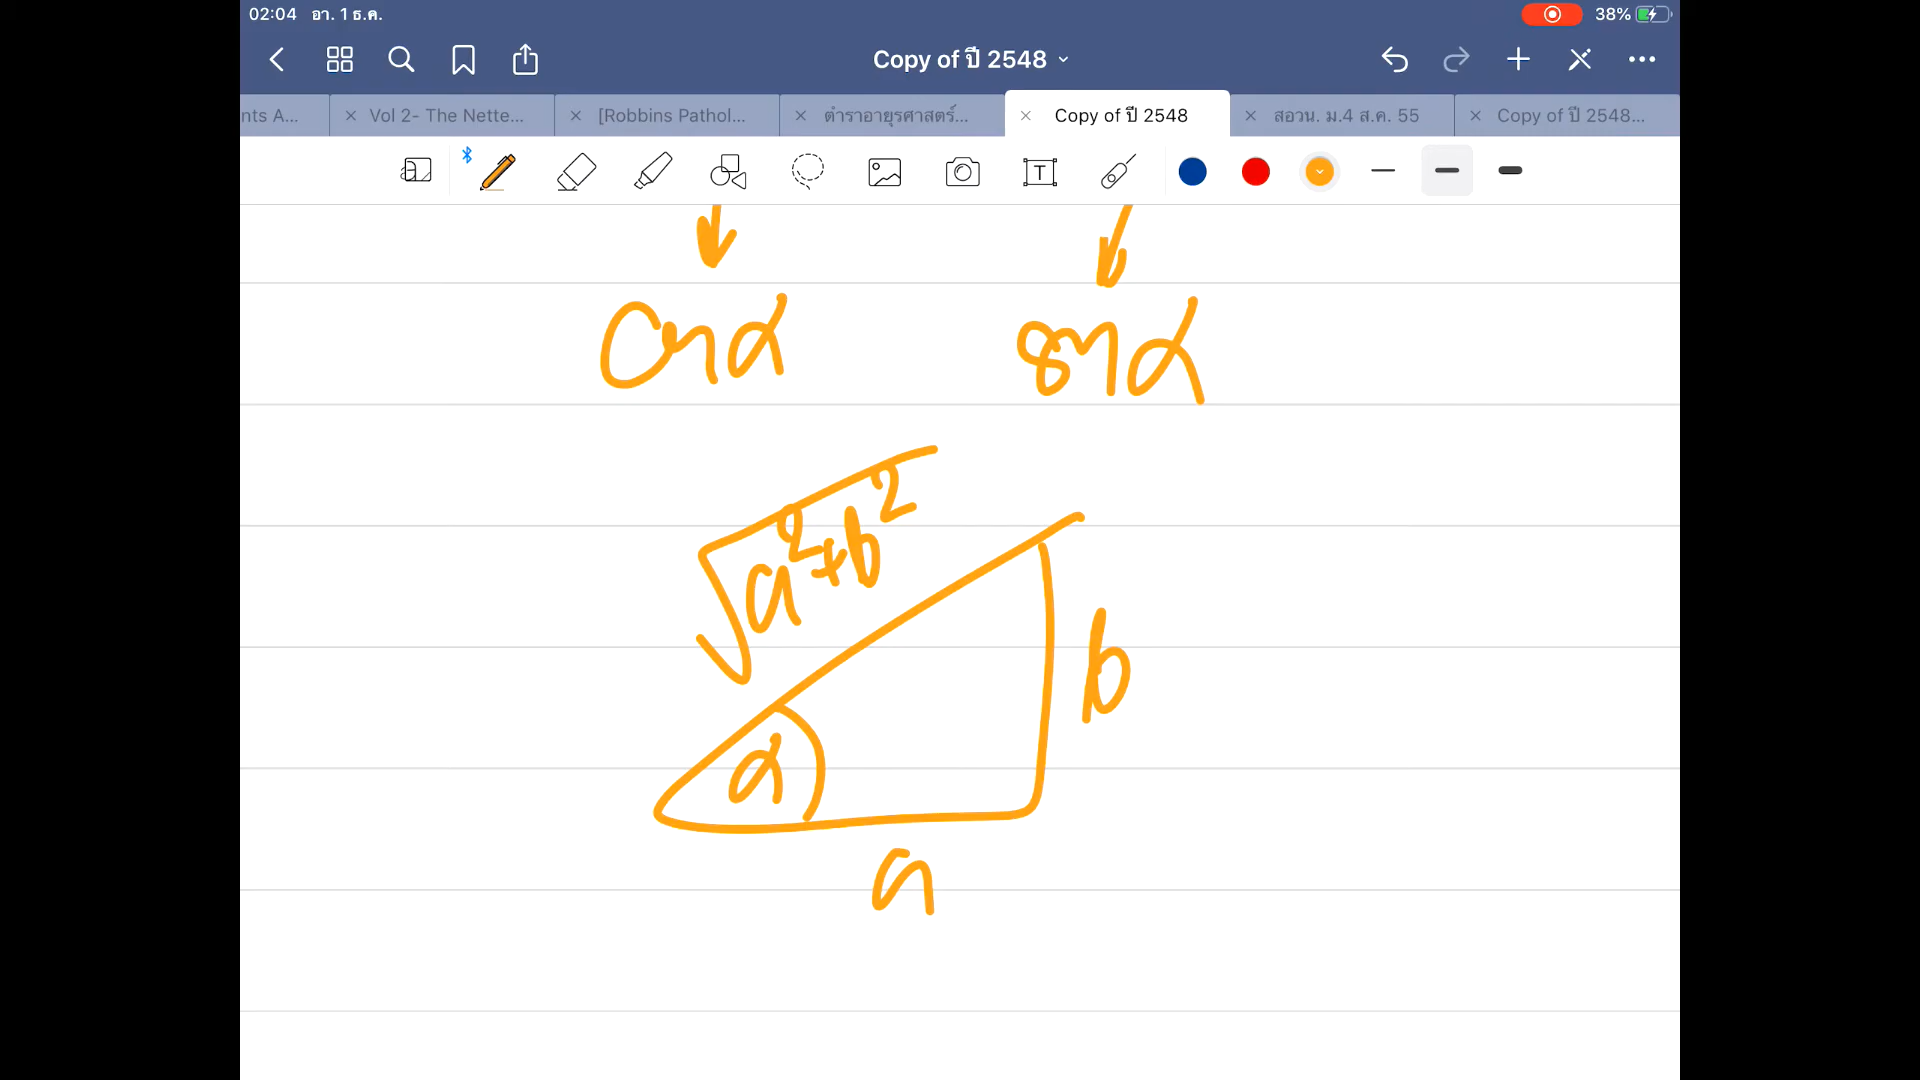 02:04 อา. 1 ธ.ค. 38%
Copy of ปี 2548
nts A... Vol 2- The Nette... [Robbins Pathol... ตำราอายุรศาสตร์... Copy of ปี 2548 สอวน. ม.4 ส.ค. 55 Copy of ปี 2548...
T
cos α sin α
√a²+b²
b
α
a